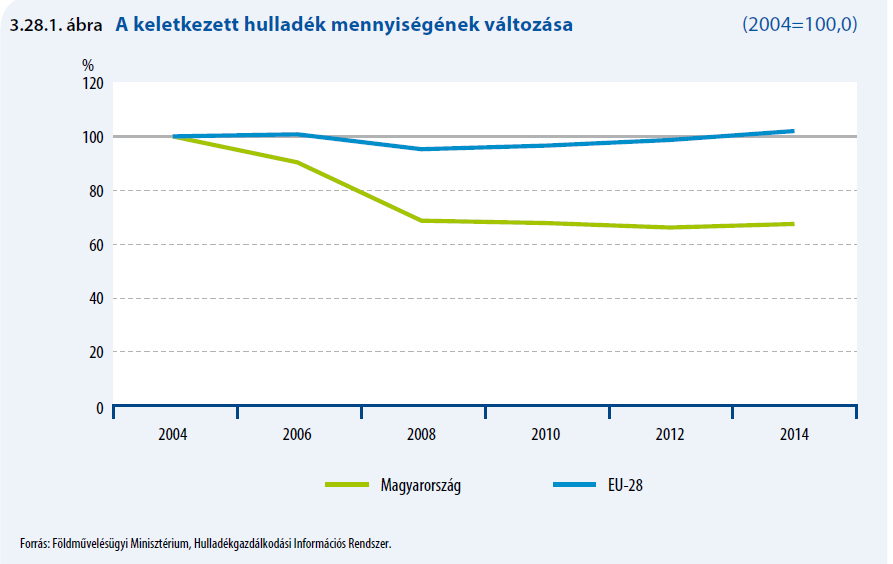 3.28.1. ábra A keletkezett hulladék mennyiségének változása (2004=100,0)
%
120
100
80
60
40
20
0
2004 2006 2008 2010 2012 2014
Magyarország EU-28
Forrás: Földművelésügyi Minisztérium, Hulladékgazdálkodási Információs Rendszer.